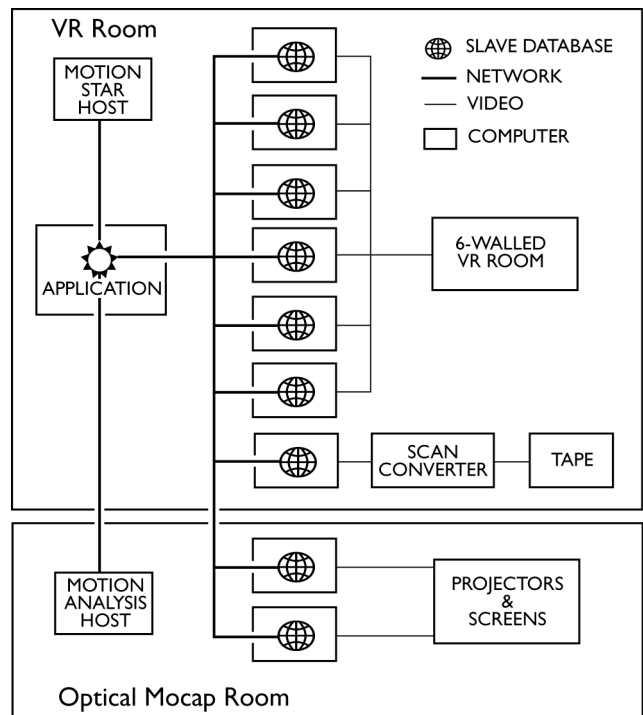 VR Room
MOTION
STAR
HOST
SLAVE DATABASE
NETWORK
VIDEO
COMPUTER
APPLICATION
6-WALLED
VR ROOM
SCAN
CONVERTER
TAPE
MOTION
ANALYSIS
HOST
PROJECTORS
&
SCREENS
Optical Mocap Room